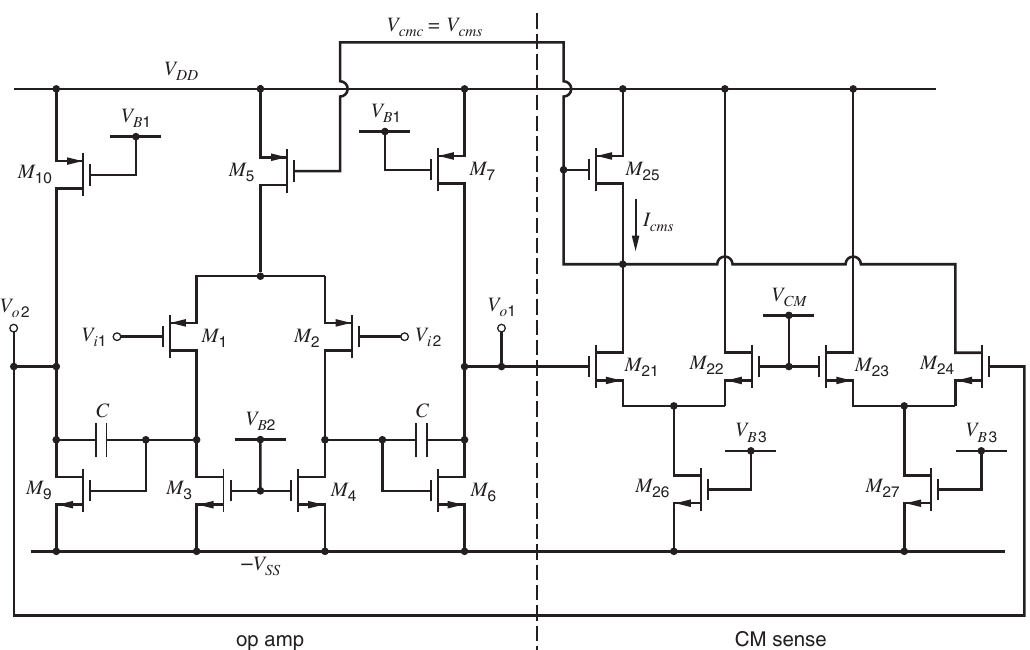 V_cmc = V_cms
V_DD
V_B1
V_B1
M_10
M_5
M_7
M_25
I_cms
V_o2
V_i1
M_1
M_2
V_i2
V_o1
V_CM
M_21
M_22
M_23
M_24
C
V_B2
C
V_B3
V_B3
M_9
M_3
M_4
M_6
M_26
M_27
−V_SS
op amp
CM sense